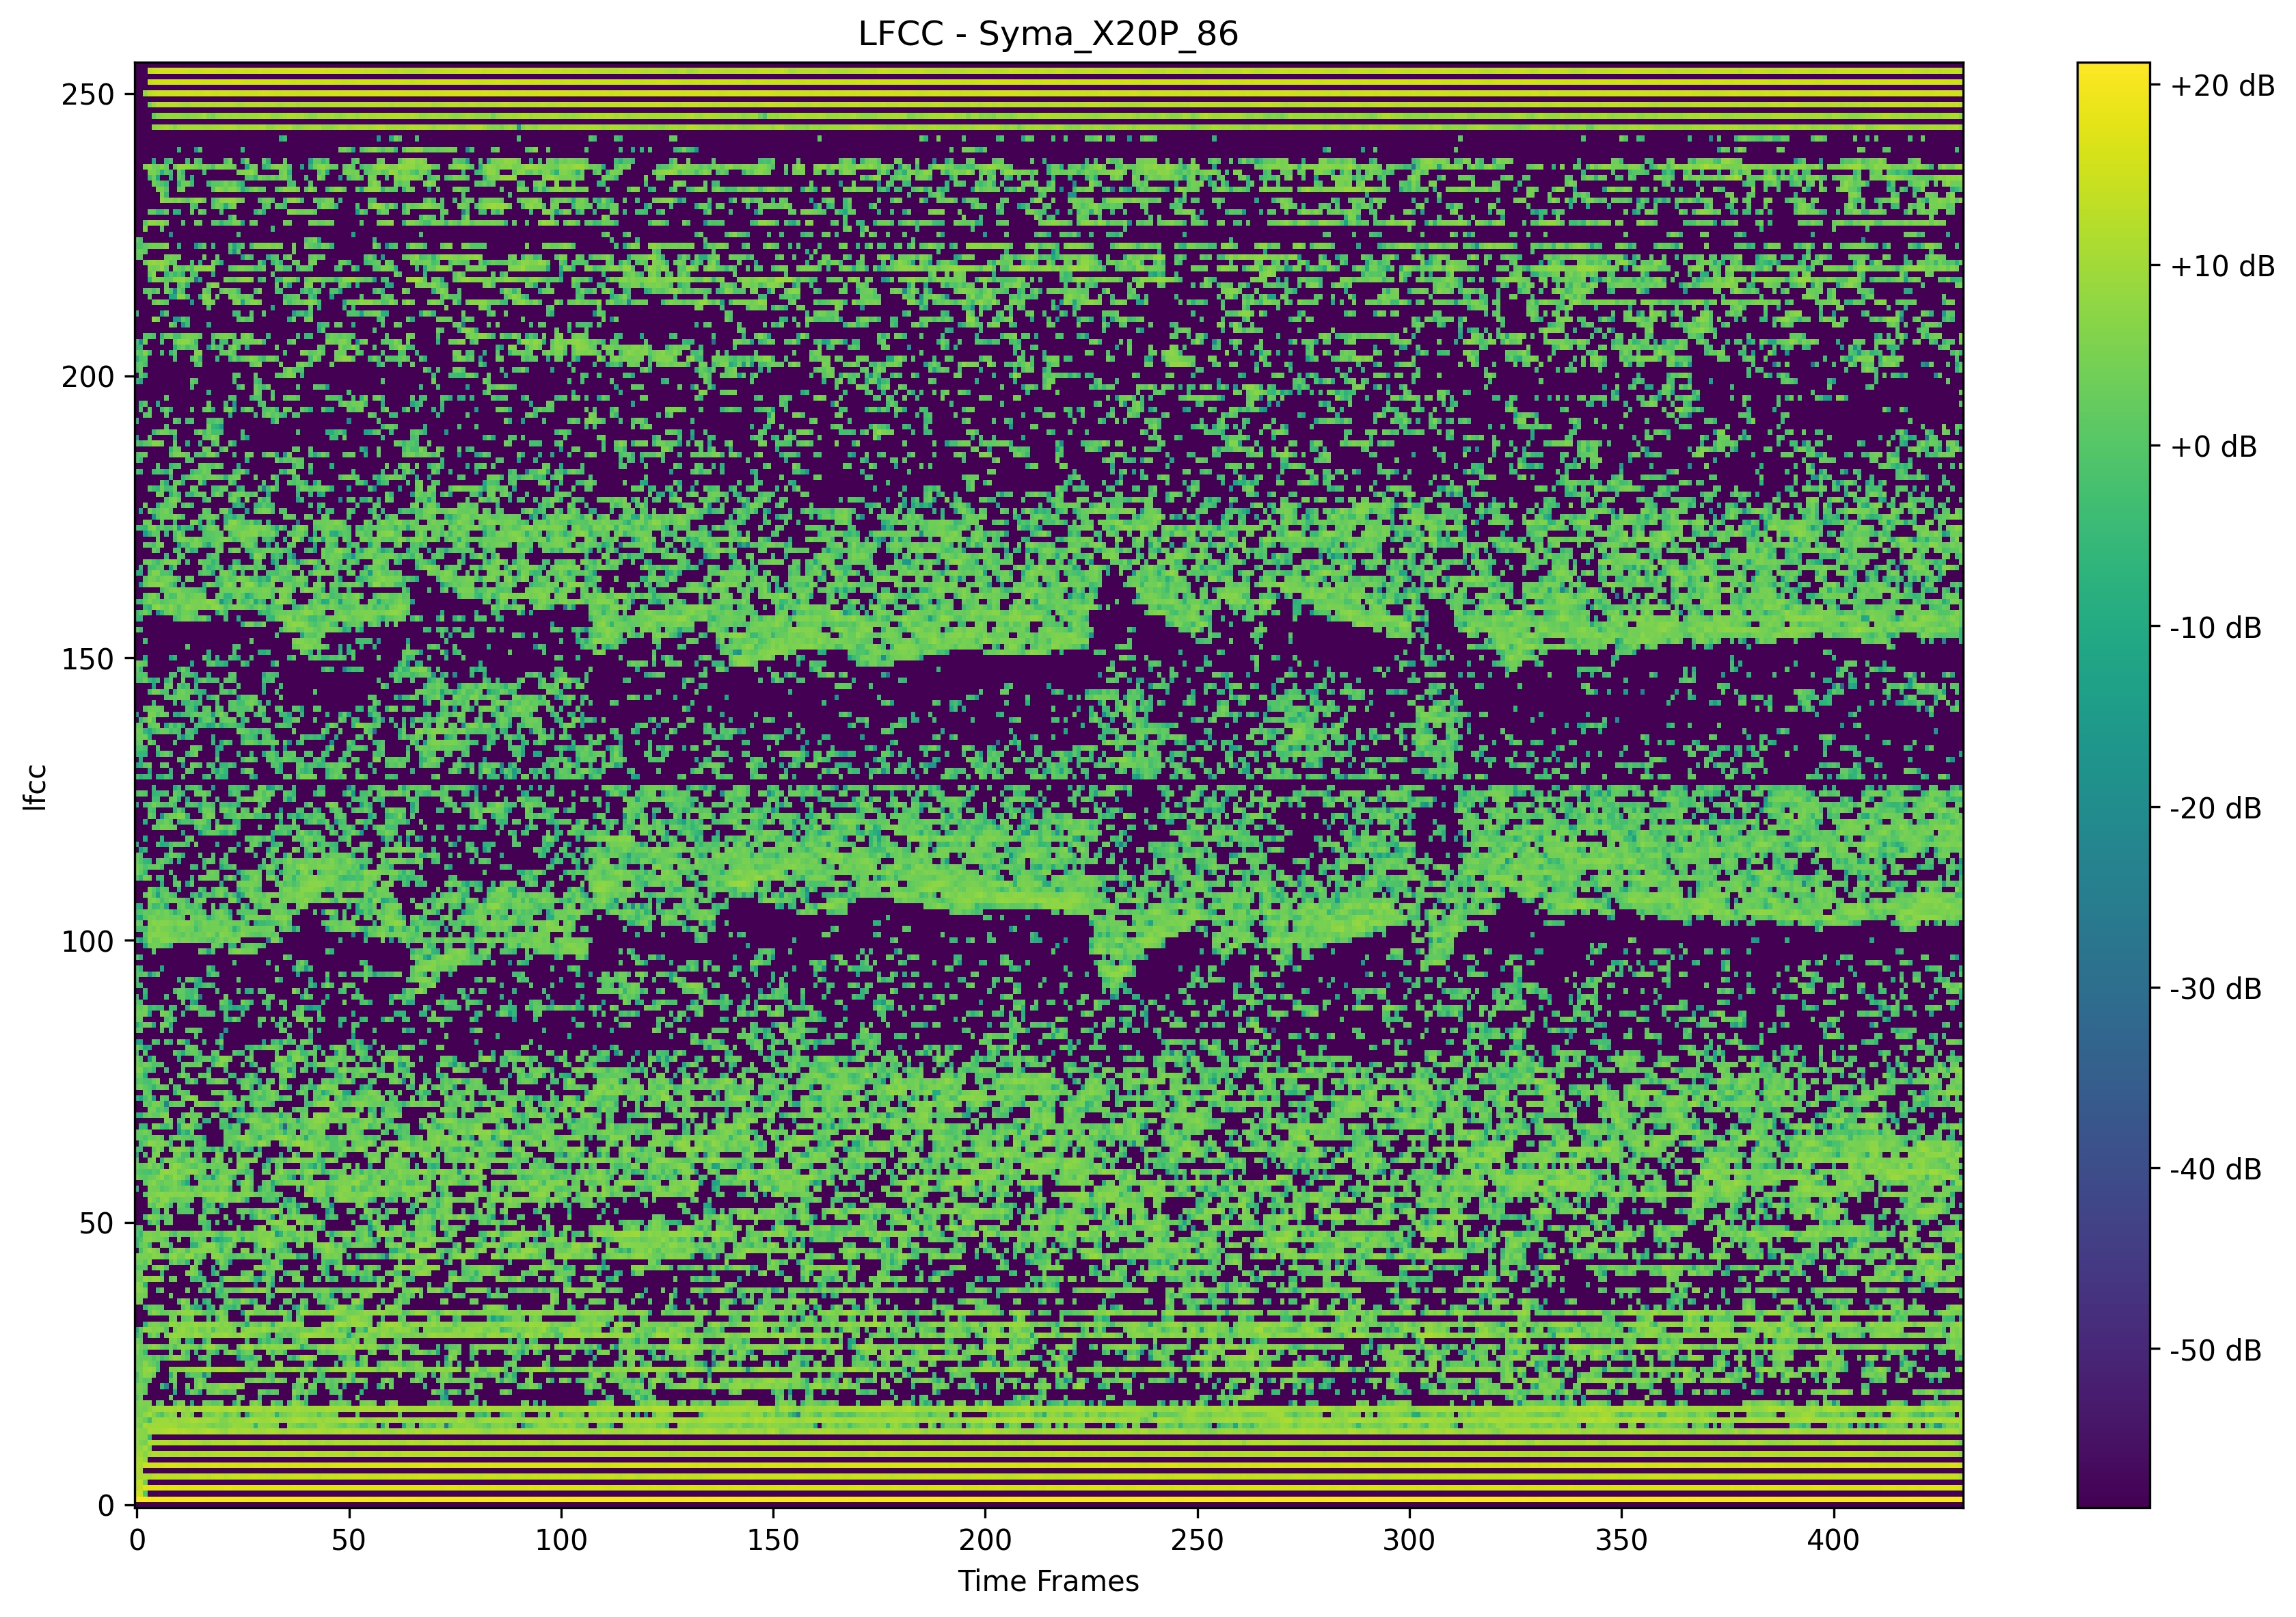 LFCC - Syma_X20P_86
250
200
150
100
50
0
lfcc
0 50 100 150 200 250 300 350 400
Time Frames
+20 dB
+10 dB
+0 dB
-10 dB
-20 dB
-30 dB
-40 dB
-50 dB